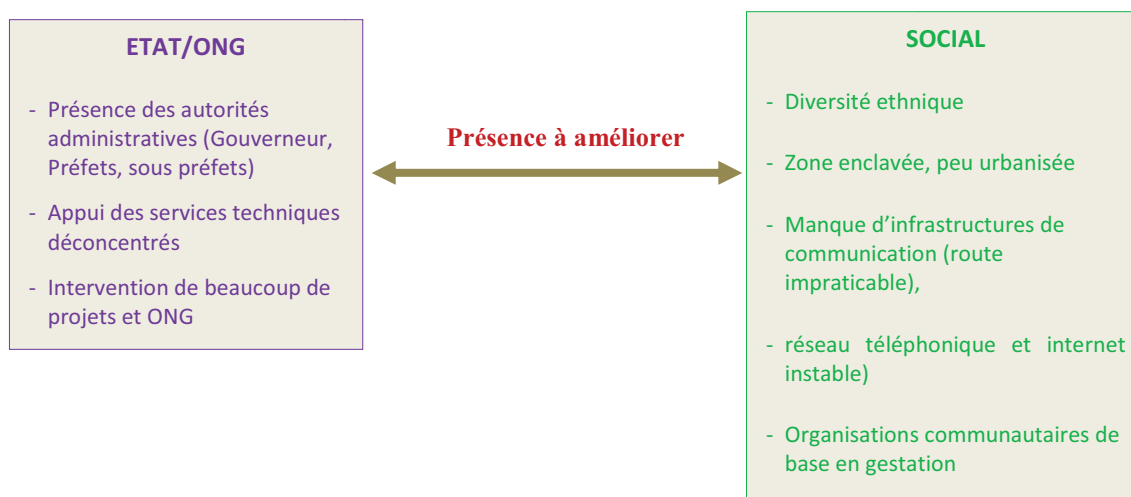 ETAT/ONG
- Présence des autorités
administratives (Gouverneur,
Préfets, sous préfets)
- Appui des services techniques
déconcentrés
- Intervention de beaucoup de
projets et ONG
Présence à améliorer
SOCIAL
- Diversité ethnique
- Zone enclavée, peu urbanisée
- Manque d’infrastructures de
communication (route
impraticable),
- réseau téléphonique et internet
instable)
- Organisations communautaires de
base en gestation